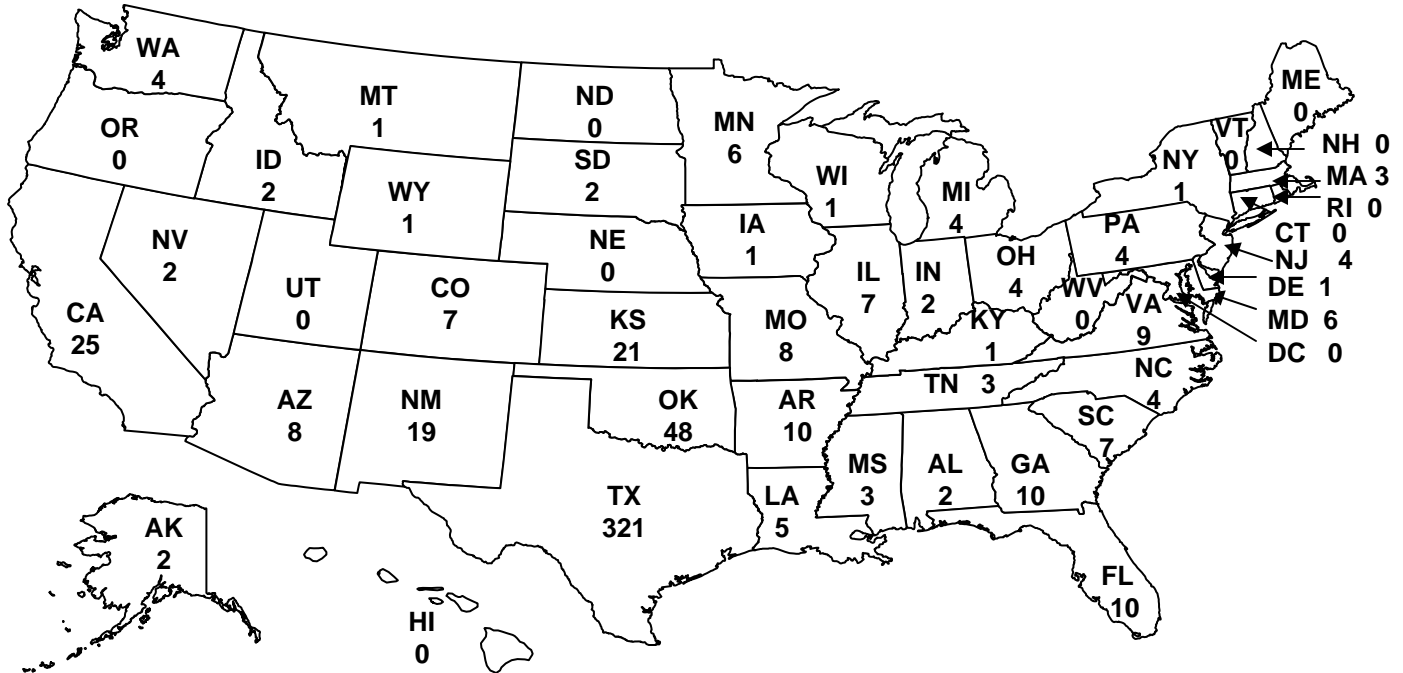 WA
4
MT
1
ND
0
MN
6
ME
0
OR
0
ID
2
SD
2
WI
1
MI
4
NY
1
VT
0
NH 0
MA 3
RI 0
CT 0
NJ 4
DE 1
MD 6
DC 0
WY
1
NV
2
NE
0
IA
1
IL
7
IN
2
OH
4
PA
4
CA
25
UT
0
CO
7
KS
21
MO
8
KY
1
WV
0
VA
9
AZ
8
NM
19
OK
48
AR
10
TN 3
NC
4
SC
7
TX
321
LA
5
MS
3
AL
2
GA
10
FL
10
AK
2
HI
0